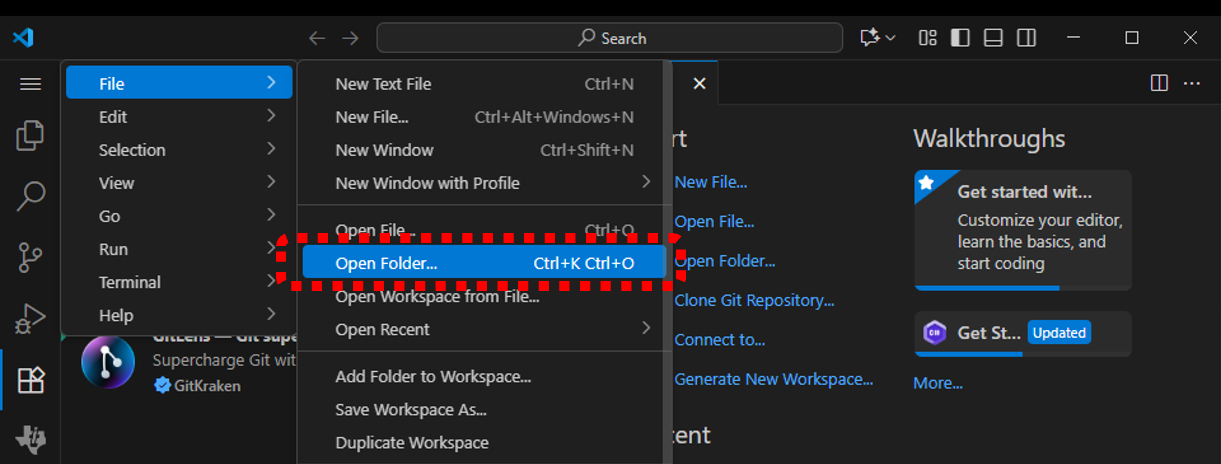 Search
File
Edit
Selection
View
Go
Run
Terminal
Help
New Text File Ctrl+N
New File... Ctrl+Alt+Windows+N
New Window Ctrl+Shift+N
New Window with Profile
Open File... Ctrl+O
Open Folder... Ctrl+K Ctrl+O
Open Workspace from File...
Open Recent
Add Folder to Workspace...
Save Workspace As...
Duplicate Workspace
GitLens — Git supe
Supercharge Git wit
GitKraken
rt
New File...
Open File...
Open Folder...
Clone Git Repository...
Connect to...
Generate New Workspace...
cent
Walkthroughs
Get started wit...
Customize your editor,
learn the basics, and
start coding
CH
Get St... Updated
More...